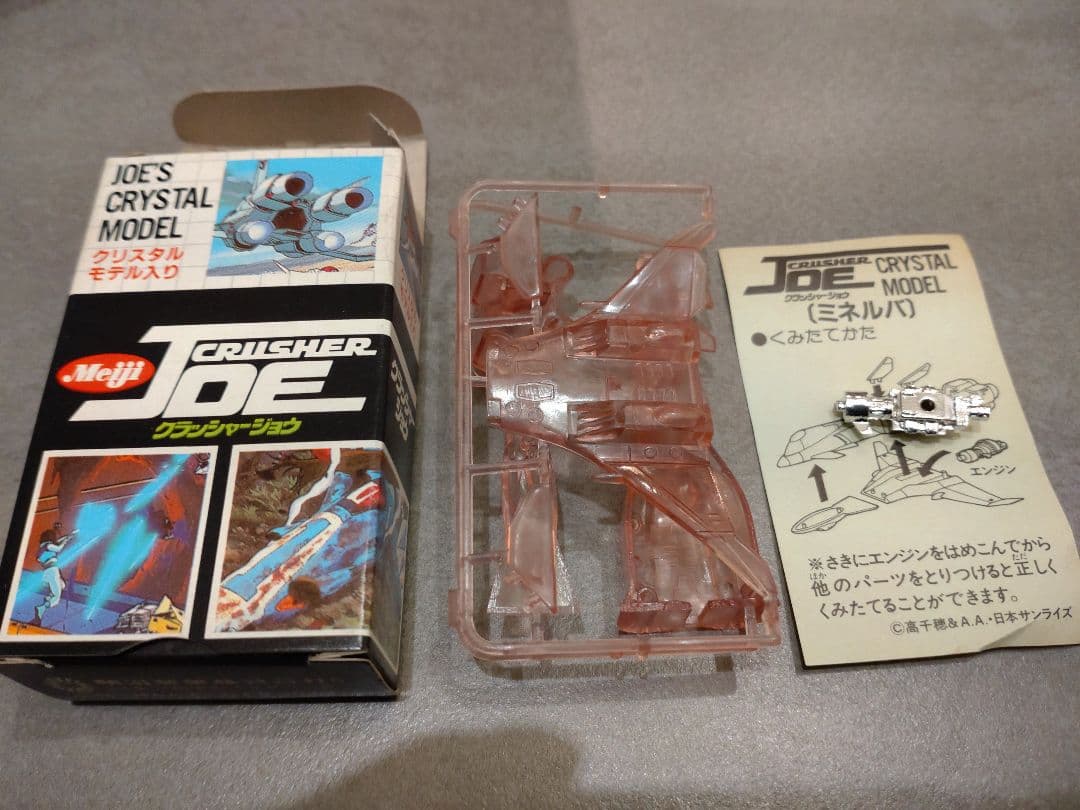 JOE'S
CRYSTAL
MODEL
クリスタル
モデル入り
Meiji
CRUSHER
JOE
クラッシャージョウ
CRUSHER
JOE
クラッシャージョウ
CRYSTAL
MODEL
〔ミネルバ〕
●くみたてかた
エンジン
※さきにエンジンをはめこんでから
他のパーツをとりつけると正しく
くみたてることができます。
©高千穂&A.A.・日本サンライズ